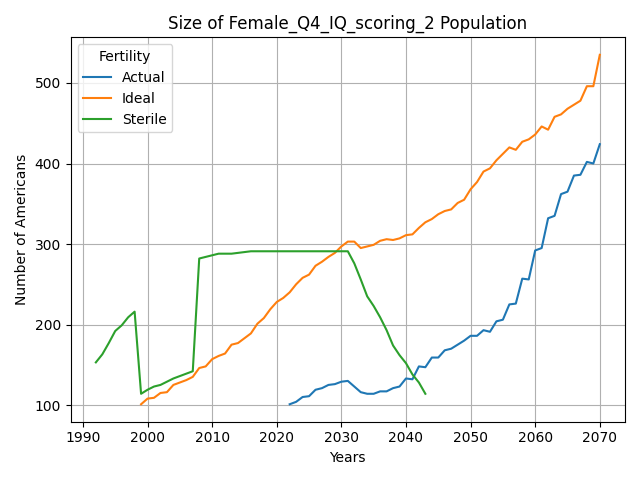 Size of Female_Q4_IQ_scoring_2 Population
Fertility
Actual
Ideal
Sterile
Number of Americans
500
400
300
200
100
1990 2000 2010 2020 2030 2040 2050 2060 2070
Years